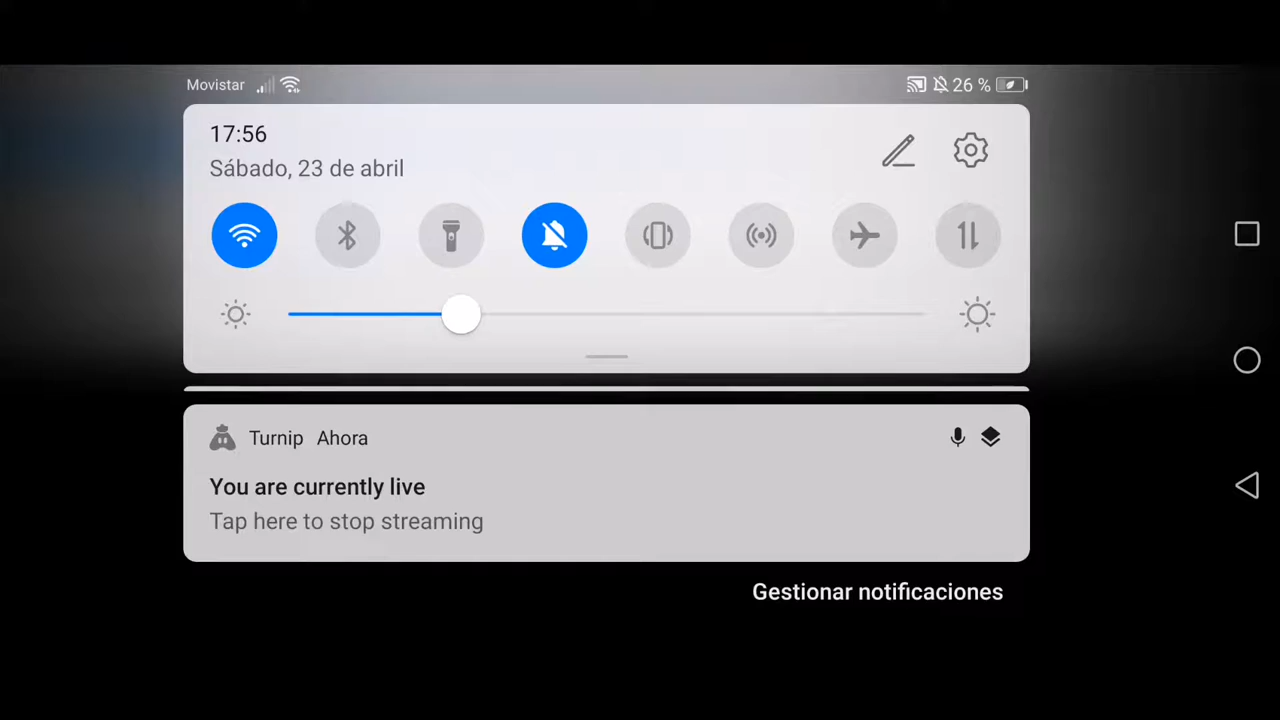 Movistar
26 %
17:56
Sábado, 23 de abril
Turnip Ahora
You are currently live
Tap here to stop streaming
Gestionar notificaciones